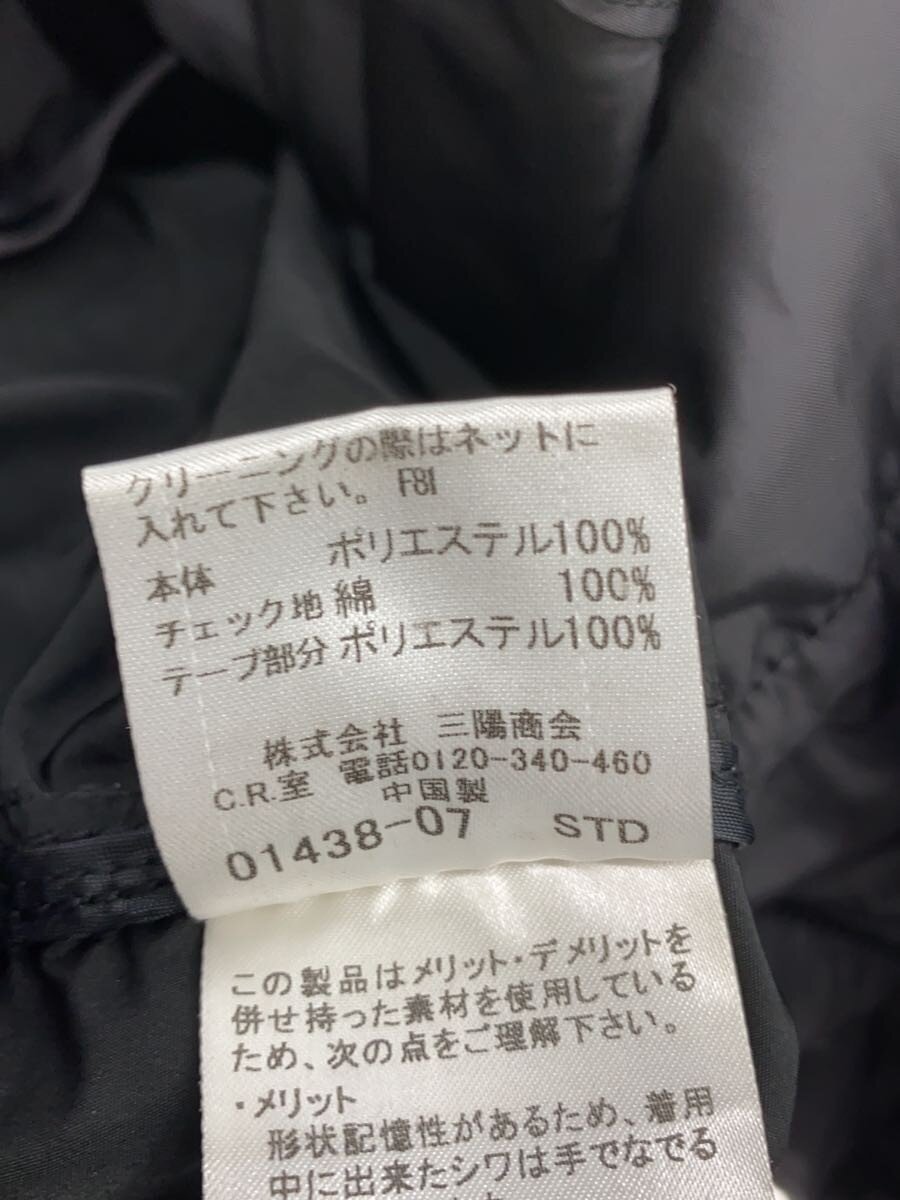 クリーニングの際はネットに
入れて下さい。 F81
本体 ポリエステル100%
チェック地 綿 100%
テープ部分 ポリエステル100%
株式会社 三陽商会
C.R.室 電話0120-340-460
中国製
01438-07 STD
この製品はメリット・デメリットを
併せ持った素材を使用している
ため、次の点をご理解下さい。
・メリット
形状記憶性があるため、着用
中に出来たシワは手でなでる